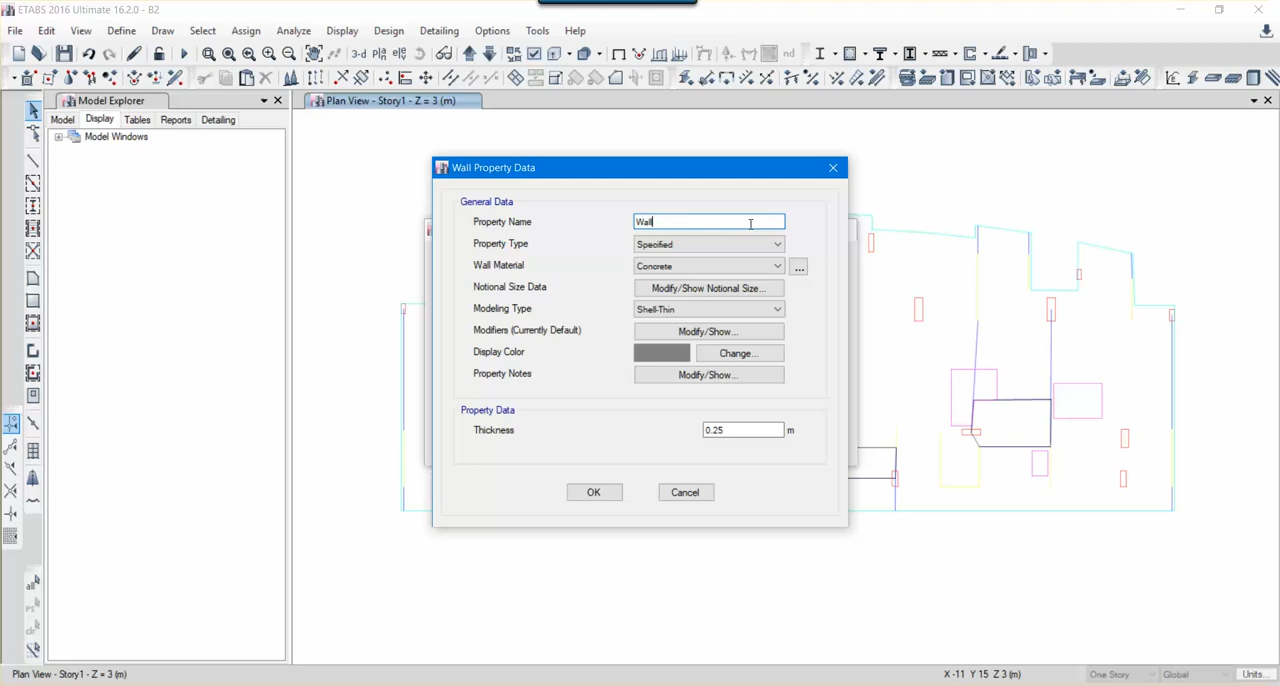 ETABS 2016 Ultimate 16.2.0 - B2
File Edit View Define Draw Select Assign Analyze Display Design Detailing Options Tools Help
3-d
nd
Model Explorer
Plan View - Story1 - Z = 3 (m)
Model Display Tables Reports Detailing
Model Windows
Wall Property Data
General Data
Property Name Wall
Property Type Specified
Wall Material Concrete ...
Notional Size Data Modify/Show Notional Size...
Modeling Type Shell-Thin
Modifiers (Currently Default) Modify/Show...
Display Color Change...
Property Notes Modify/Show...
Property Data
Thickness 0.25 m
OK Cancel
all
Plan View - Story1 - Z = 3 (m) X -11 Y 15 Z 3 (m) One Story Global Units...